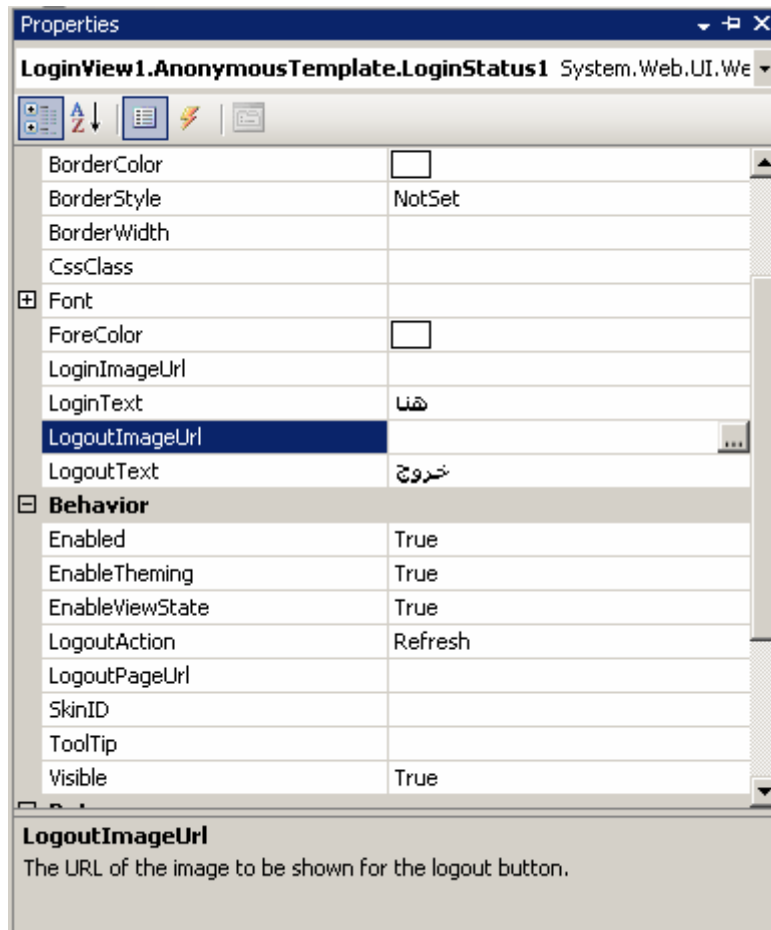 Properties
LoginView1.AnonymousTemplate.LoginStatus1 System.Web.UI.We
BorderColor
BorderStyle NotSet
BorderWidth
CssClass
Font
ForeColor
LoginImageUrl
LoginText هنا
LogoutImageUrl ...
LogoutText خروج
Behavior
Enabled True
EnableTheming True
EnableViewState True
LogoutAction Refresh
LogoutPageUrl
SkinID
ToolTip
Visible True
LogoutImageUrl
The URL of the image to be shown for the logout button.